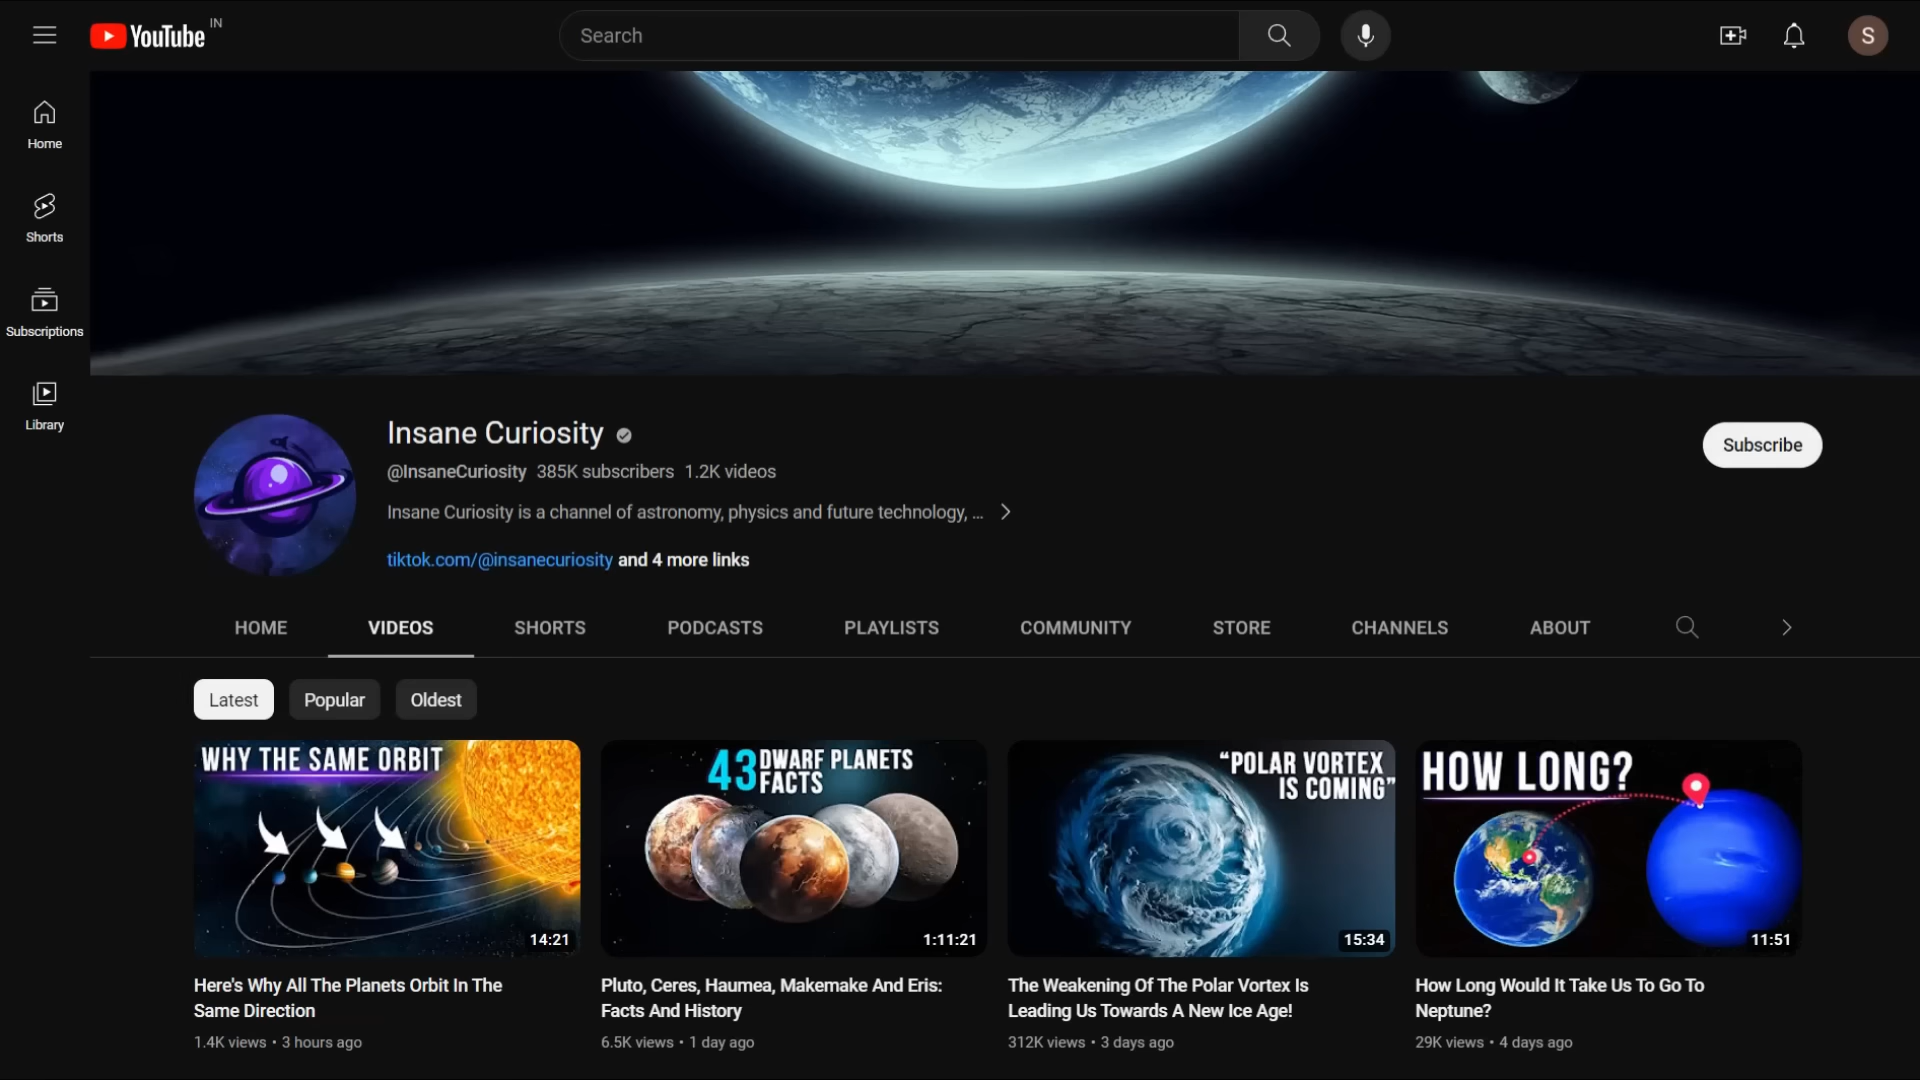 YouTube IN
Search
S
Home
Shorts
Subscriptions
Library
Insane Curiosity
@InsaneCuriosity 385K subscribers 1.2K videos
Insane Curiosity is a channel of astronomy, physics and future technology, ...
tiktok.com/@insanecuriosity and 4 more links
Subscribe
HOME VIDEOS SHORTS PODCASTS PLAYLISTS COMMUNITY STORE CHANNELS ABOUT
Latest Popular Oldest
WHY THE SAME ORBIT
14:21
Here's Why All The Planets Orbit In The
Same Direction
1.4K views • 3 hours ago
43 DWARF PLANETS
FACTS
1:11:21
Pluto, Ceres, Haumea, Makemake And Eris:
Facts And History
6.5K views • 1 day ago
“POLAR VORTEX
IS COMING”
15:34
The Weakening Of The Polar Vortex Is
Leading Us Towards A New Ice Age!
312K views • 3 days ago
HOW LONG?
11:51
How Long Would It Take Us To Go To
Neptune?
29K views • 4 days ago